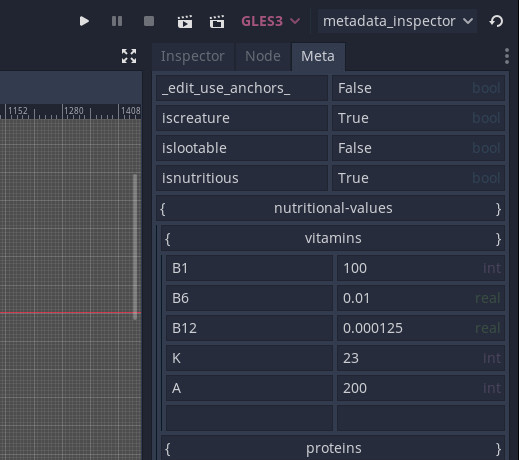 GLES3 metadata_inspector
Inspector Node Meta
_edit_use_anchors_ False bool
1152 1280 1408
iscreature True bool
islootable False bool
isnutritious True bool
{ nutritional-values }
{ vitamins }
B1 100 int
B6 0.01 real
B12 0.000125 real
K 23 int
A 200 int
{ proteins }